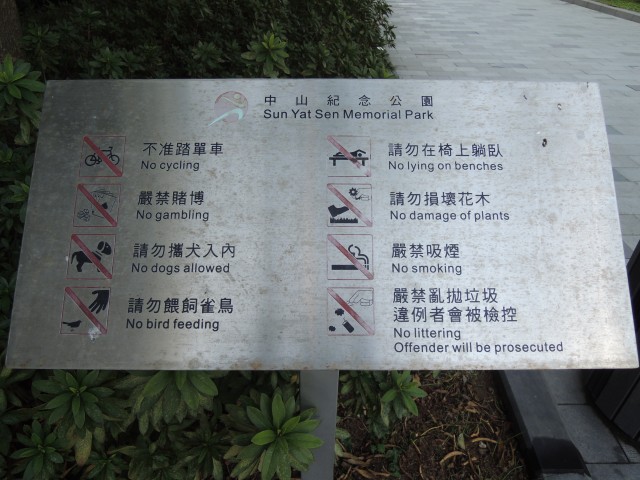 中山紀念公園
Sun Yat Sen Memorial Park
不准踏單車
No cycling
嚴禁賭博
No gambling
請勿攜犬入內
No dogs allowed
請勿餵飼雀鳥
No bird feeding
請勿在椅上躺臥
No lying on benches
請勿損壞花木
No damage of plants
嚴禁吸煙
No smoking
嚴禁亂拋垃圾
違例者會被檢控
No littering
Offender will be prosecuted